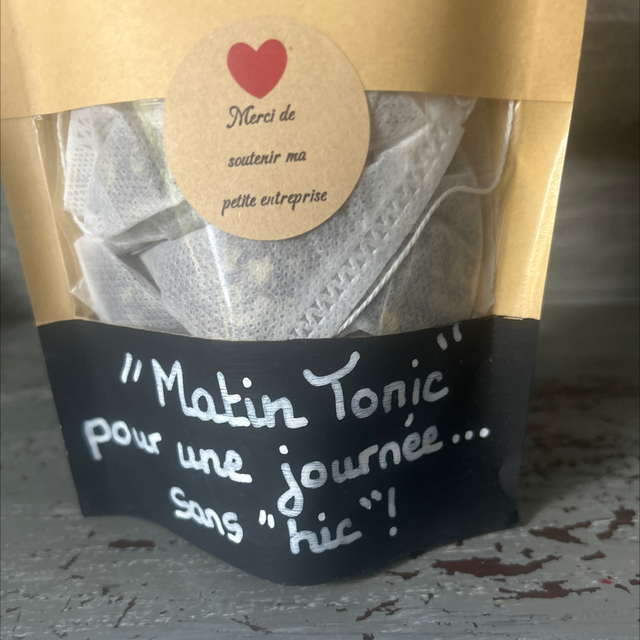 Merci de
soutenir ma
petite entreprise
"Matin Tonic"
pour une journée...
sans "hic"!